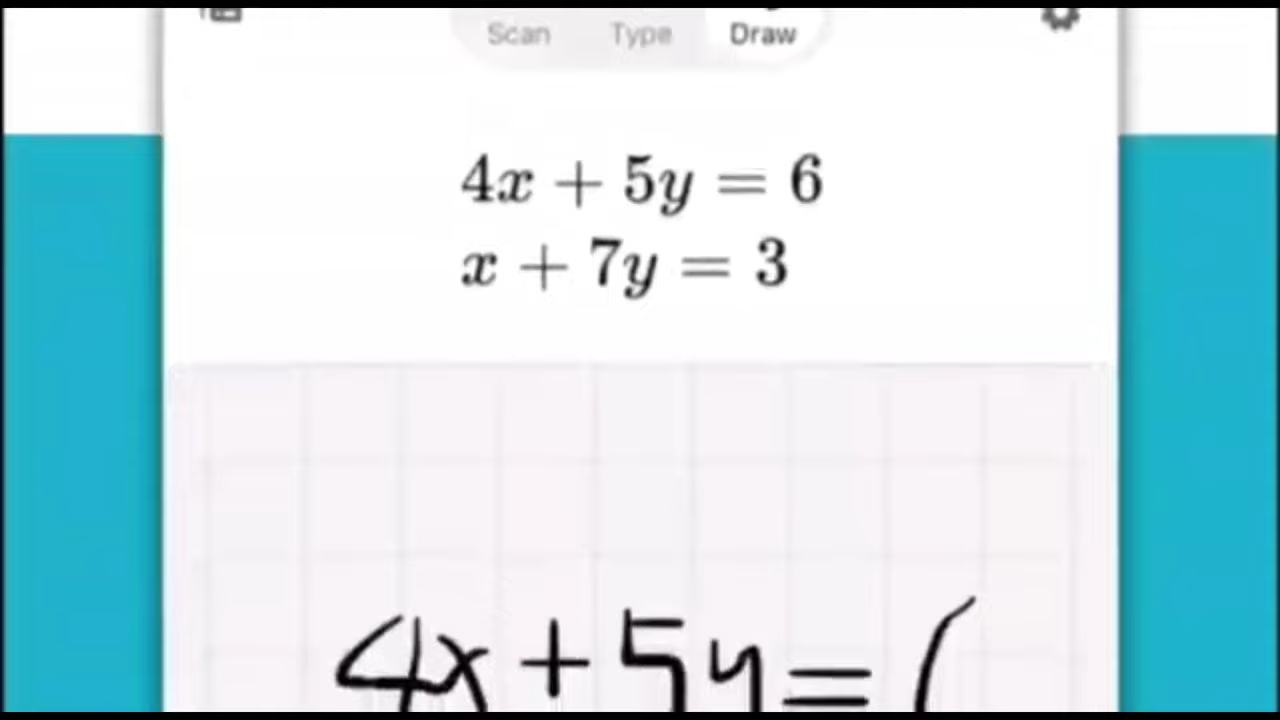 Scan Type Draw
4x + 5y = 6
x + 7y = 3
4x + 5y =